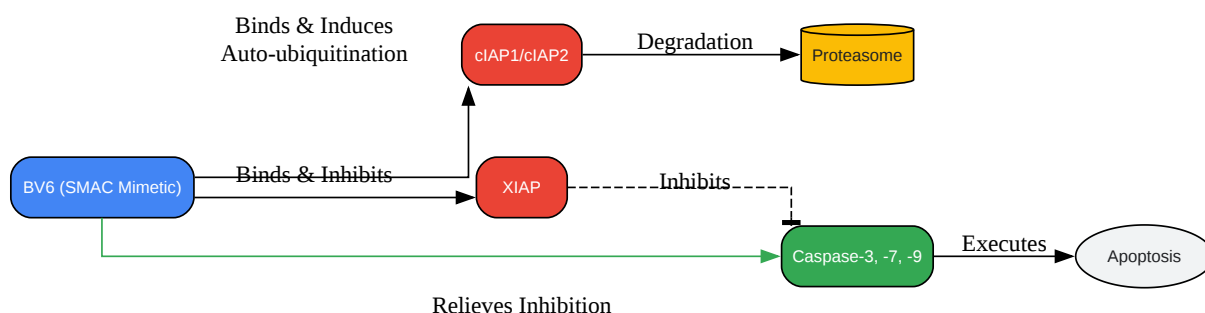 Binds & Induces
Auto-ubiquitination
cIAP1/cIAP2
Degradation
Proteasome
BV6 (SMAC Mimetic)
Binds & Inhibits
XIAP
Inhibits
Caspase-3, -7, -9
Executes
Apoptosis
Relieves Inhibition